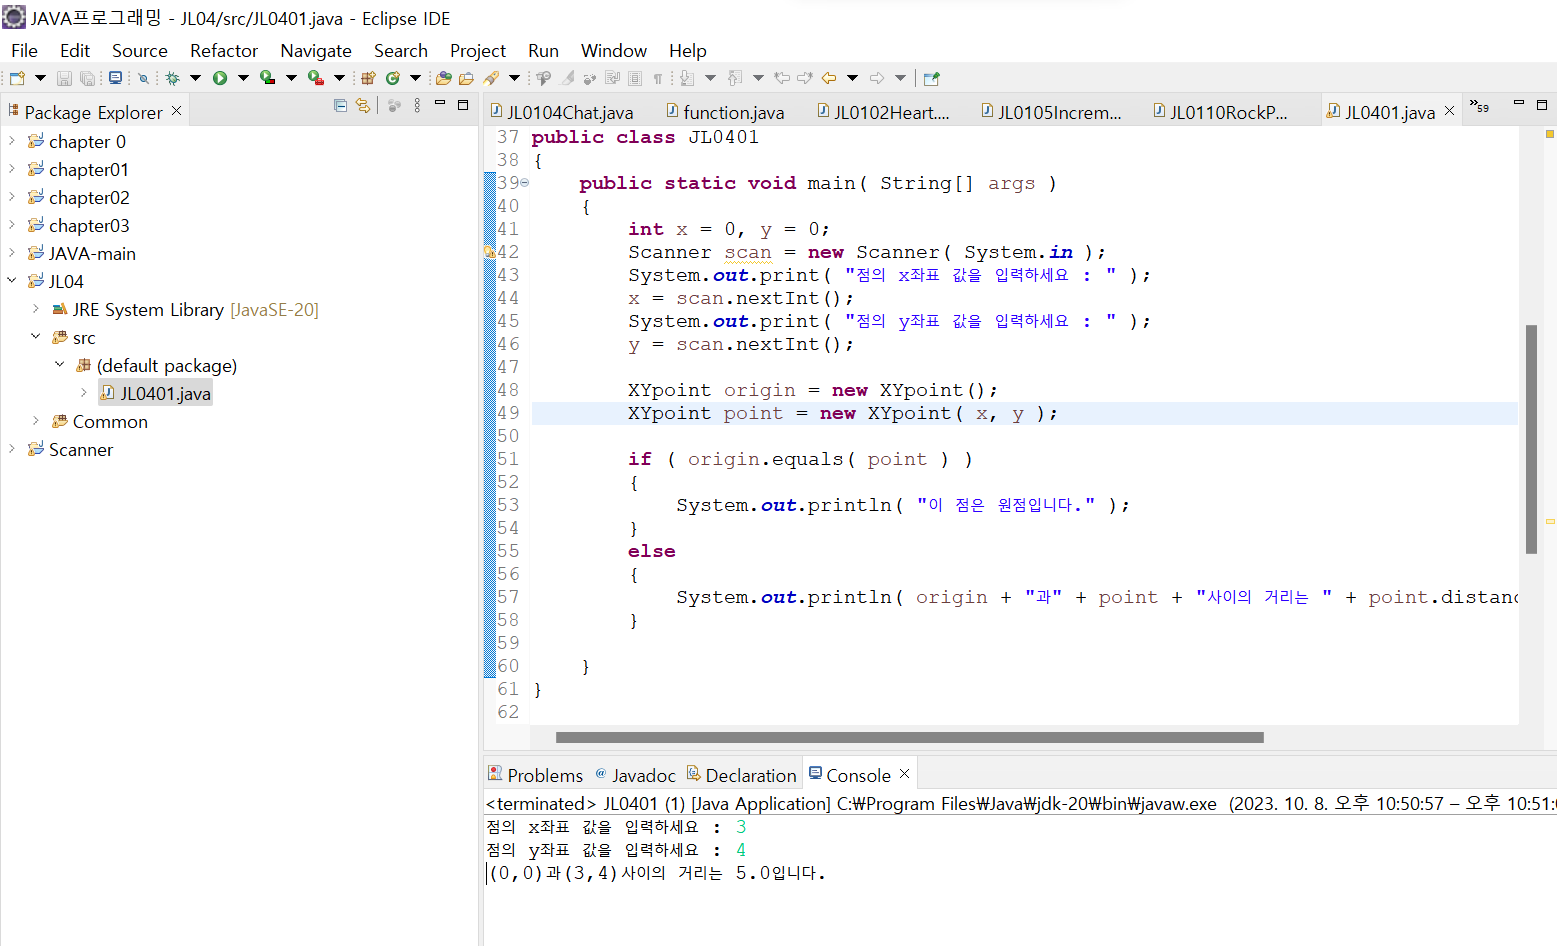 JAVA프로그래밍 - JL04/src/JL0401.java - Eclipse IDE
File Edit Source Refactor Navigate Search Project Run Window Help
Package Explorer
chapter 0
chapter01
chapter02
chapter03
JAVA-main
JL04
JRE System Library [JavaSE-20]
src
(default package)
JL0401.java
Common
Scanner
JL0104Chat.java function.java JL0102Heart.... JL0105Increm... JL0110RockP... JL0401.java »59
37 public class JL0401
38 {
39 public static void main( String[] args )
40 {
41 int x = 0, y = 0;
42 Scanner scan = new Scanner( System.in );
43 System.out.print( "점의 x좌표 값을 입력하세요 : " );
44 x = scan.nextInt();
45 System.out.print( "점의 y좌표 값을 입력하세요 : " );
46 y = scan.nextInt();
47
48 XYpoint origin = new XYpoint();
49 XYpoint point = new XYpoint( x, y );
50
51 if ( origin.equals( point ) )
52 {
53 System.out.println( "이 점은 원점입니다." );
54 }
55 else
56 {
57 System.out.println( origin + "과" + point + "사이의 거리는 " + point.distanc
58 }
59
60 }
61 }
62
Problems Javadoc Declaration Console
<terminated> JL0401 (1) [Java Application] C:₩Program Files₩Java₩jdk-20₩bin₩javaw.exe (2023. 10. 8. 오후 10:50:57 – 오후 10:51:
점의 x좌표 값을 입력하세요 : 3
점의 y좌표 값을 입력하세요 : 4
(0,0)과(3,4)사이의 거리는 5.0입니다.